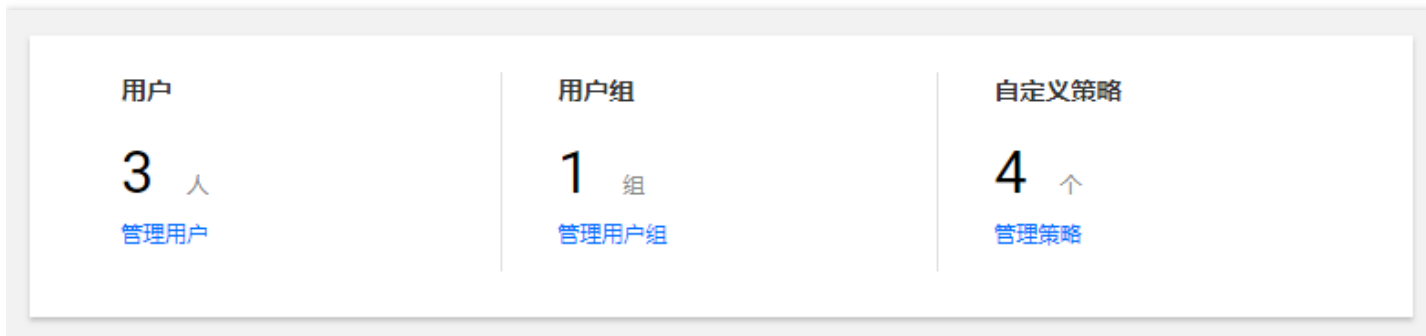 用户
3 人
管理用户
用户组
1 组
管理用户组
自定义策略
4 个
管理策略